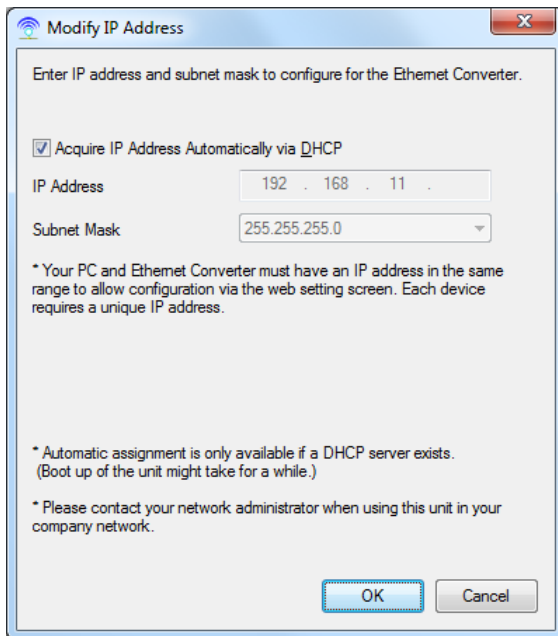 Modify IP Address
Enter IP address and subnet mask to configure for the Ethernet Converter.
Acquire IP Address Automatically via DHCP
IP Address 192 . 168 . 11 .
Subnet Mask 255.255.255.0
* Your PC and Ethernet Converter must have an IP address in the same
range to allow configuration via the web setting screen. Each device
requires a unique IP address.
* Automatic assignment is only available if a DHCP server exists.
(Boot up of the unit might take for a while.)
* Please contact your network administrator when using this unit in your
company network.
OK Cancel